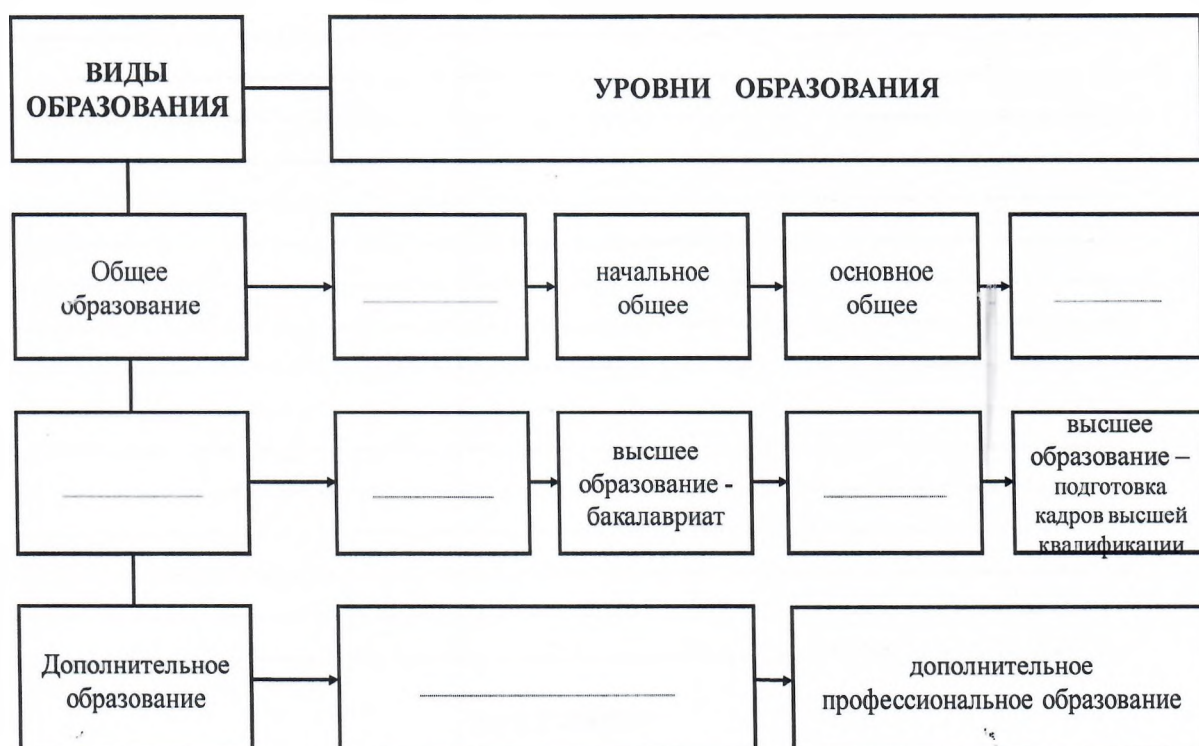 ВИДЫ
ОБРАЗОВАНИЯ
УРОВНИ ОБРАЗОВАНИЯ
Общее
образование
начальное
общее
основное
общее
высшее
образование -
бакалавриат
высшее
образование –
подготовка
кадров высшей
квалификации
Дополнительное
образование
дополнительное
профессиональное образование